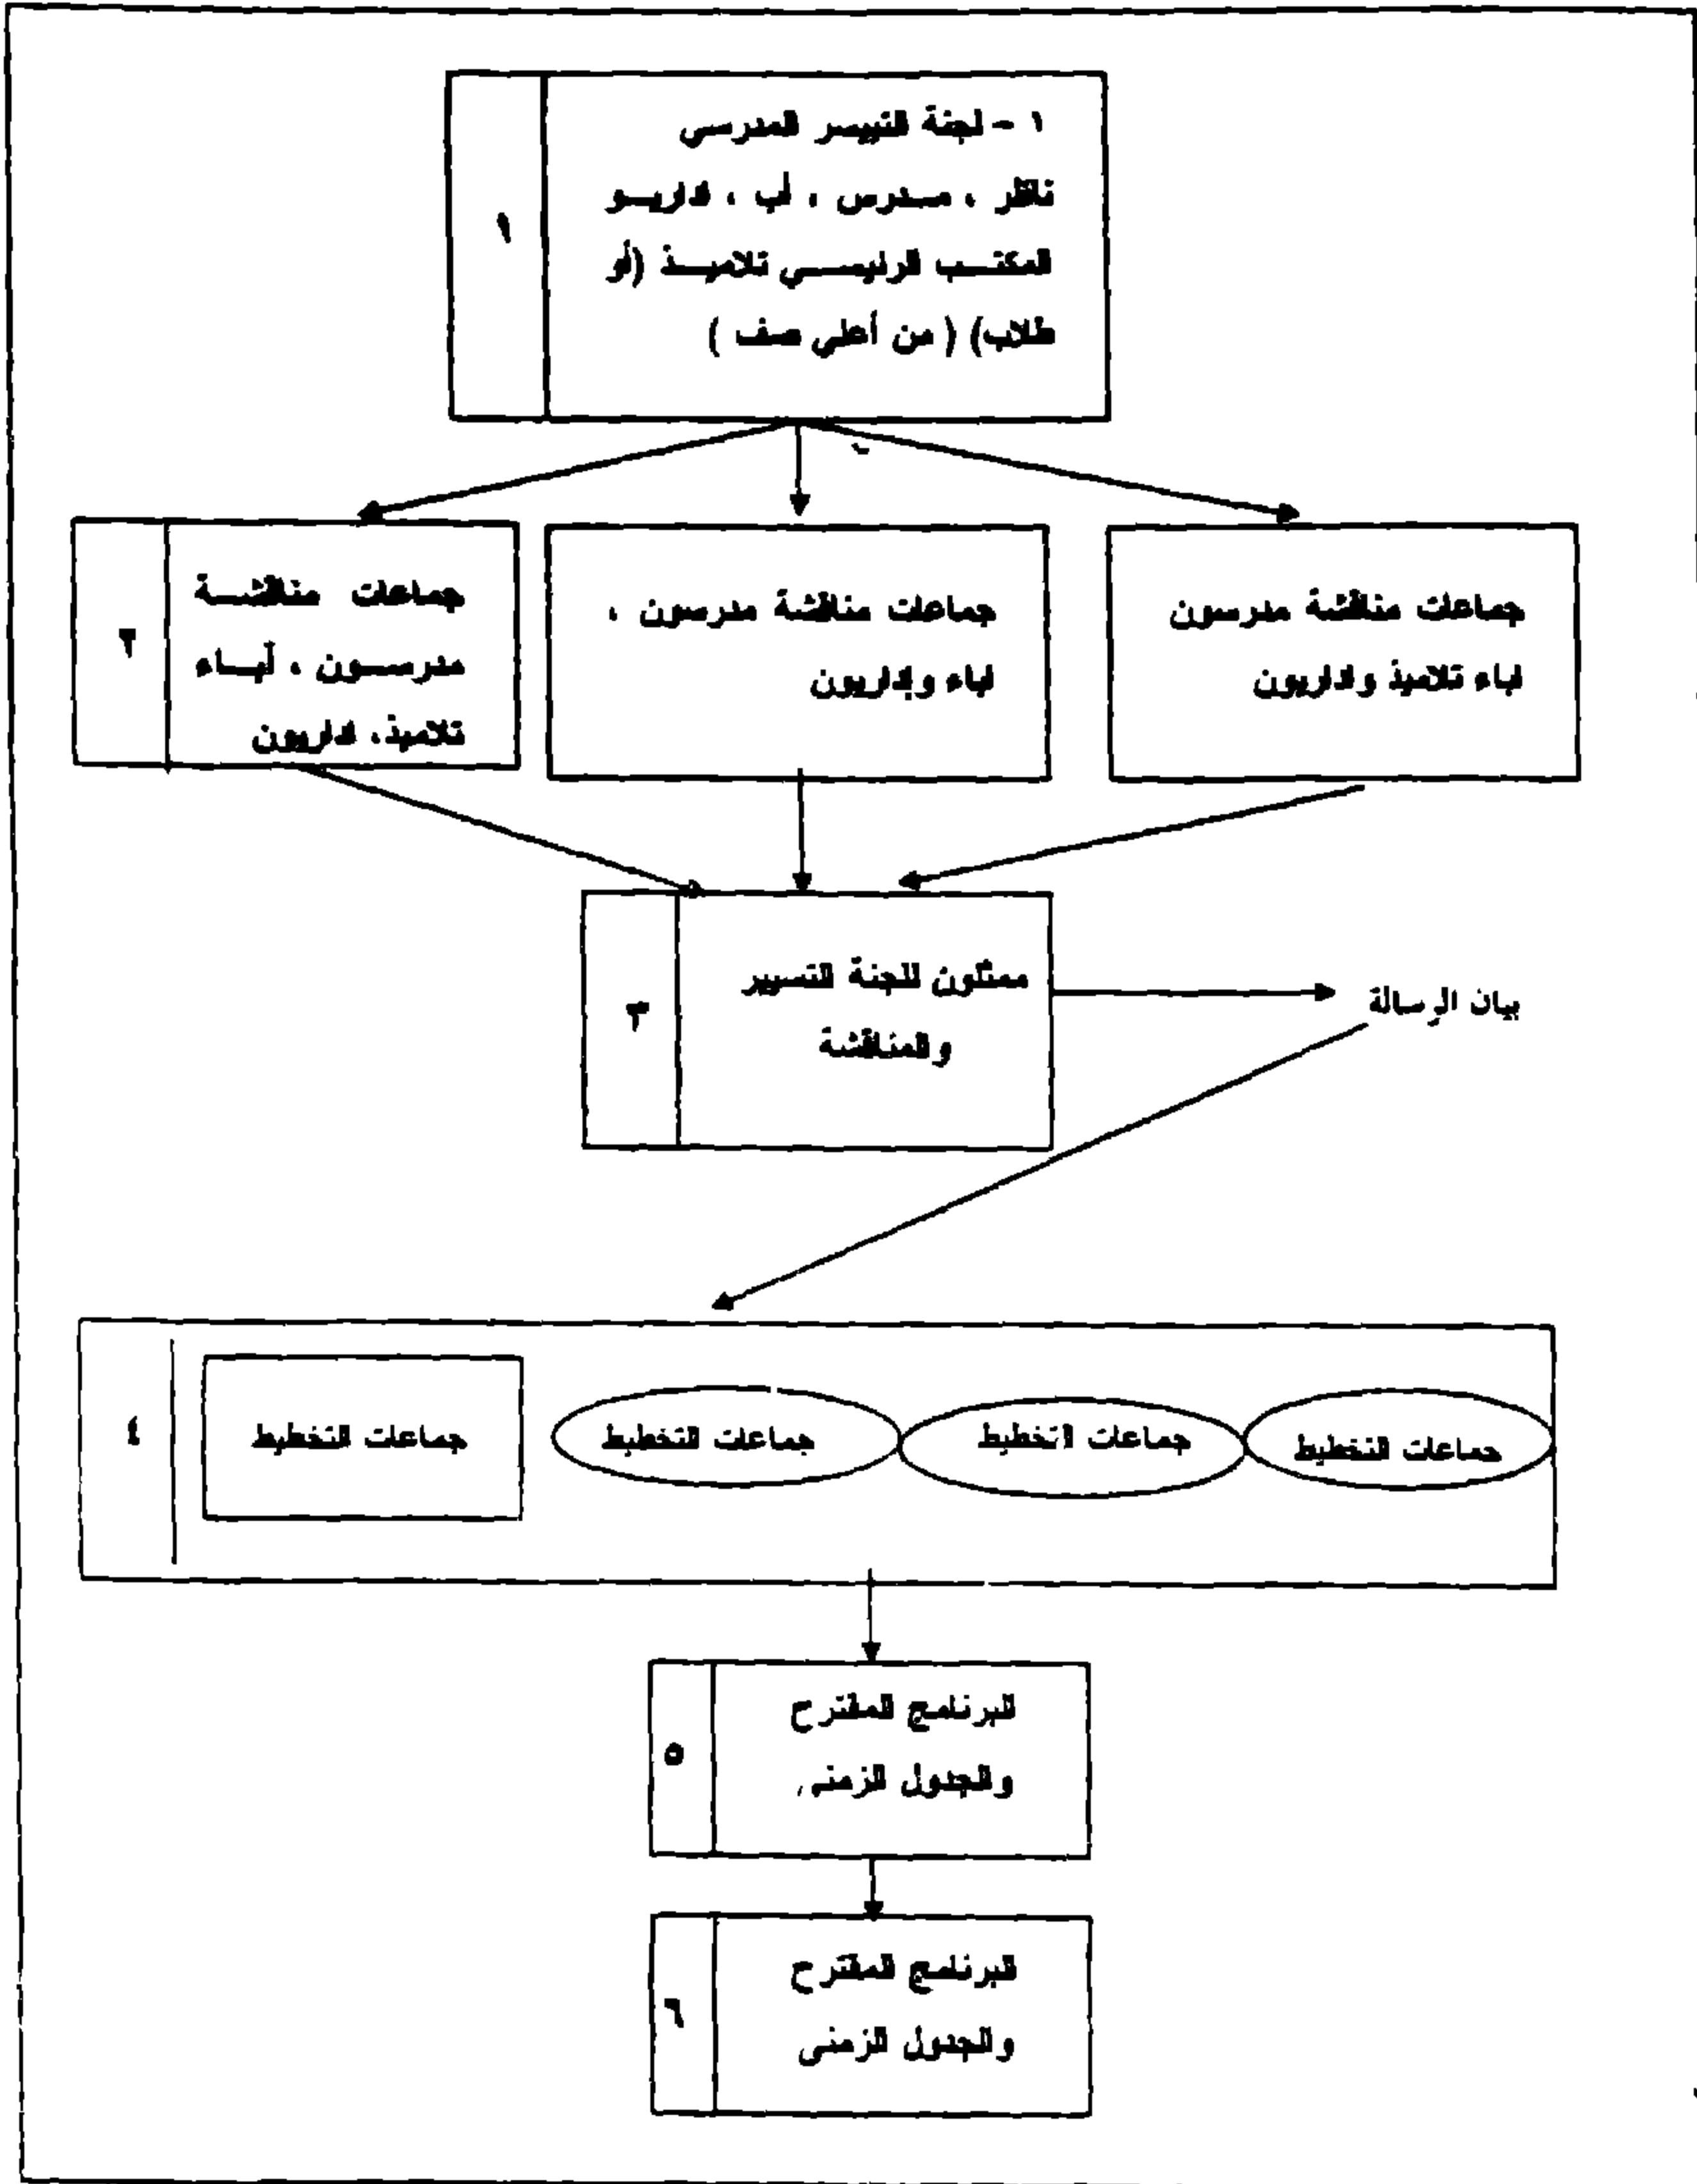 ١ - لجنة التيسر المدرسي
ناظر ، مدرس ، أب ، اداريو
المكتب الرئيسي تلاميذ (أو
طلاب) ( من أعلي صف )
١
جماعات مناقشة مدرسون
اباء تلاميذ واداريون
جماعات مناقشة مدرسون ،
اباء وإداريون
جماعات مناقشة
مدرسون ، آباء
تلاميذ، اداريون
٢
ممثلون للجنة التسيير
والمناقشة
٣
بيان الرسالة
جماعات التخطيط
جماعات التخطيط
جماعات التخطيط
جماعات التخطيط
٤
البرنامج المقترح
والجدول الزمني
٥
البرنامج المقترح
والجدول الزمنى
٦